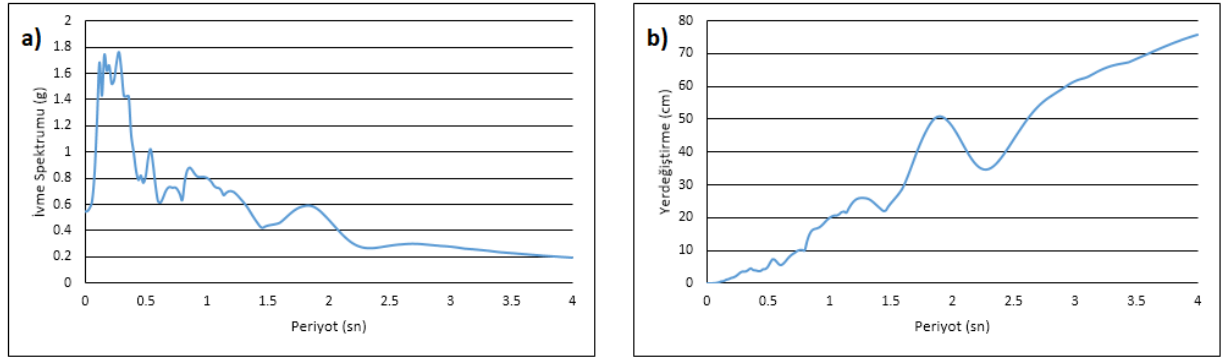 a)
İvme Spektrumu (g)
2
1.8
1.6
1.4
1.2
1
0.8
0.6
0.4
0.2
0
0 0.5 1 1.5 2 2.5 3 3.5 4
Periyot (sn)
b)
Yerdeğiştirme (cm)
80
70
60
50
40
30
20
10
0
0 0.5 1 1.5 2 2.5 3 3.5 4
Periyot (sn)